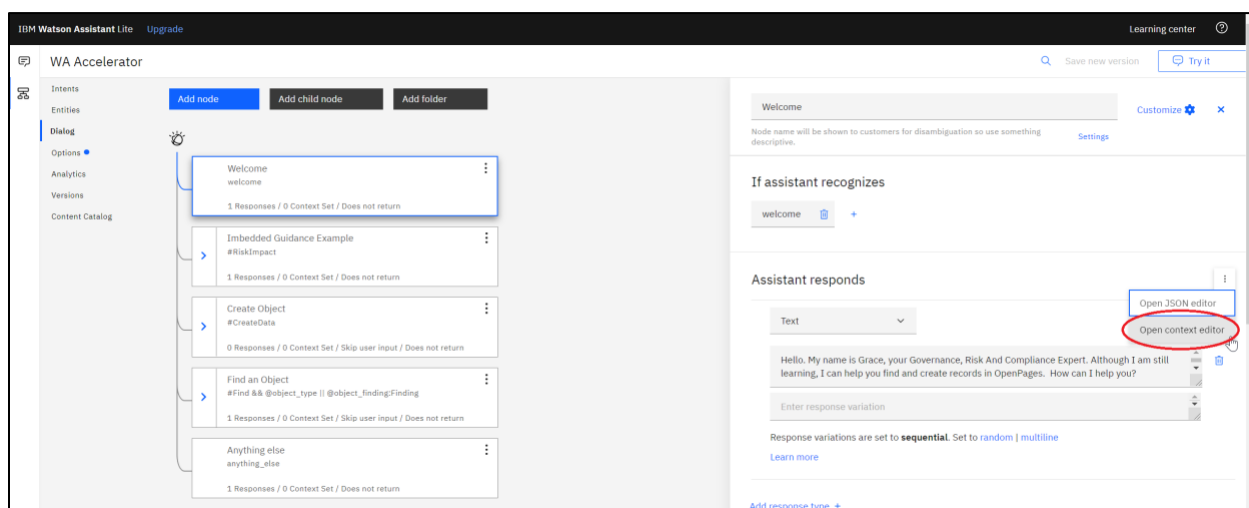 IBM Watson Assistant Lite Upgrade Learning center
WA Accelerator Save new version Try it
Intents
Entities
Dialog
Options
Analytics
Versions
Content Catalog
Add node Add child node Add folder
Welcome
welcome
1 Responses / 0 Context Set / Does not return
Imbedded Guidance Example
#RiskImpact
1 Responses / 0 Context Set / Does not return
Create Object
#CreateData
0 Responses / 0 Context Set / Skip user input / Does not return
Find an Object
#Find && @object_type || @object_finding:Finding
1 Responses / 0 Context Set / Skip user input / Does not return
Anything else
anything_else
1 Responses / 0 Context Set / Does not return
Welcome
Customize
Node name will be shown to customers for disambiguation so use something
descriptive.
Settings
If assistant recognizes
welcome
Assistant responds
Open JSON editor
Open context editor
Text
Hello. My name is Grace, your Governance, Risk And Compliance Expert. Although I am still
learning, I can help you find and create records in OpenPages. How can I help you?
Enter response variation
Response variations are set to sequential. Set to random | multiline
Learn more
Add response type +